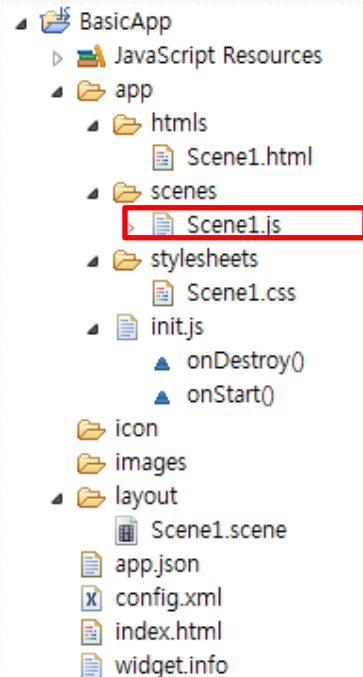 BasicApp
JavaScript Resources
app
htmls
Scene1.html
scenes
Scene1.js
stylesheets
Scene1.css
init.js
onDestroy()
onStart()
icon
images
layout
Scene1.scene
app.json
config.xml
index.html
widget.info